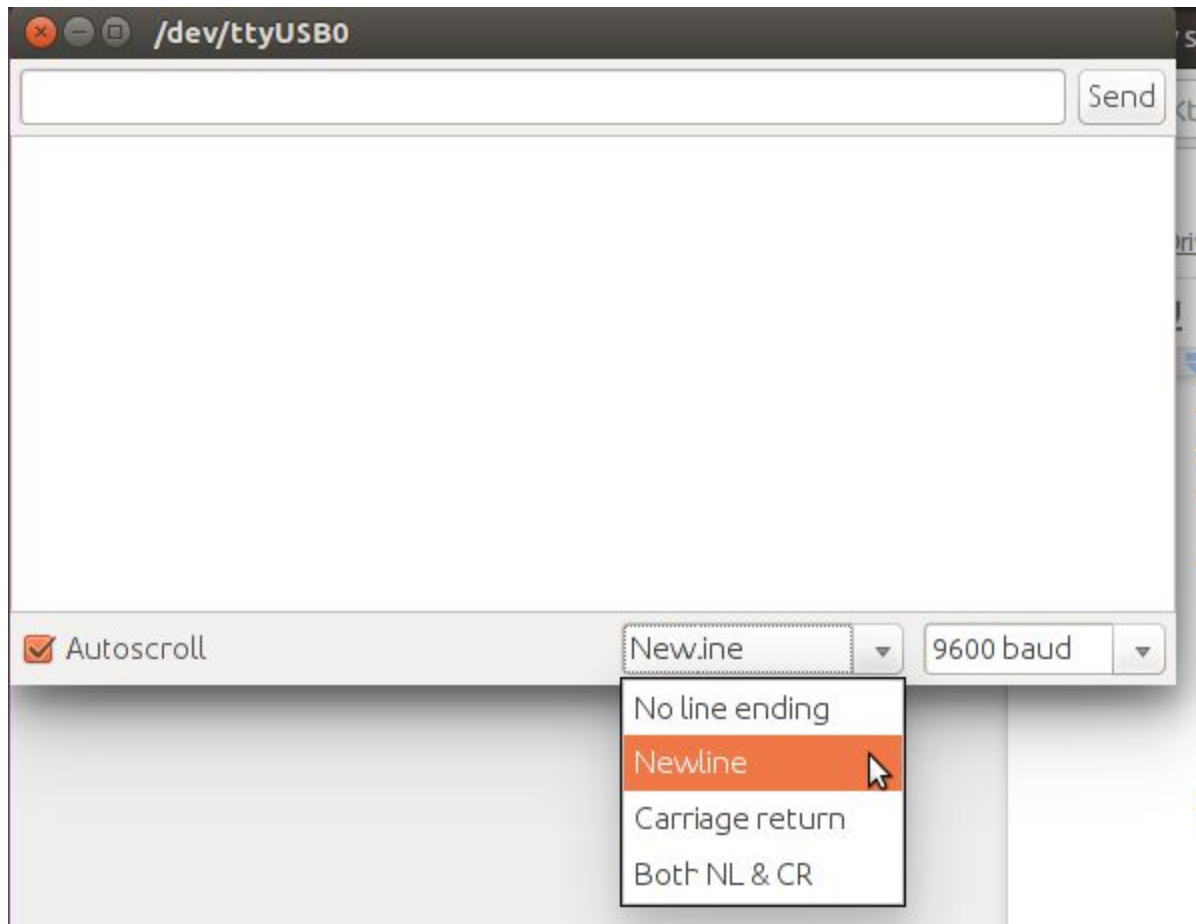 /dev/ttyUSB0
Send
Autoscroll
New.ine
9600 baud
No line ending
Newline
Carriage return
Both NL & CR